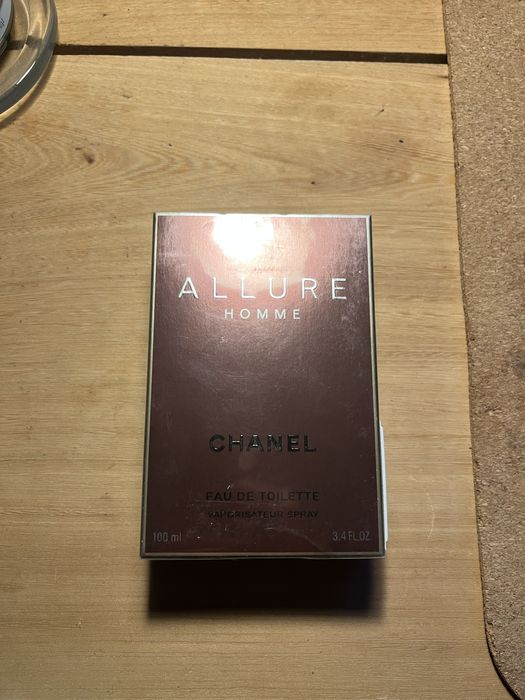 ALLURE
HOMME
CHANEL
EAU DE TOILETTE
VAPORISATEUR SPRAY
100 ml 3.4 FL.OZ.